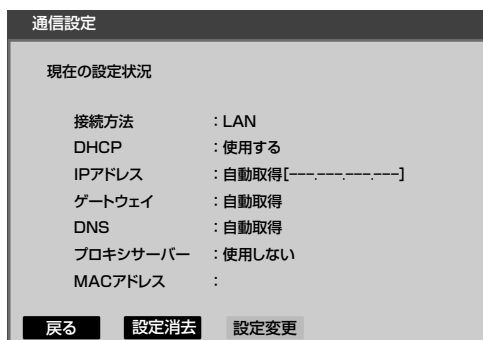 通信設定
現在の設定状況
接続方法 : LAN
DHCP : 使用する
IPアドレス : 自動取得[---.---.---.---]
ゲートウェイ : 自動取得
DNS : 自動取得
プロキシサーバー : 使用しない
MACアドレス :
戻る 設定消去 設定変更